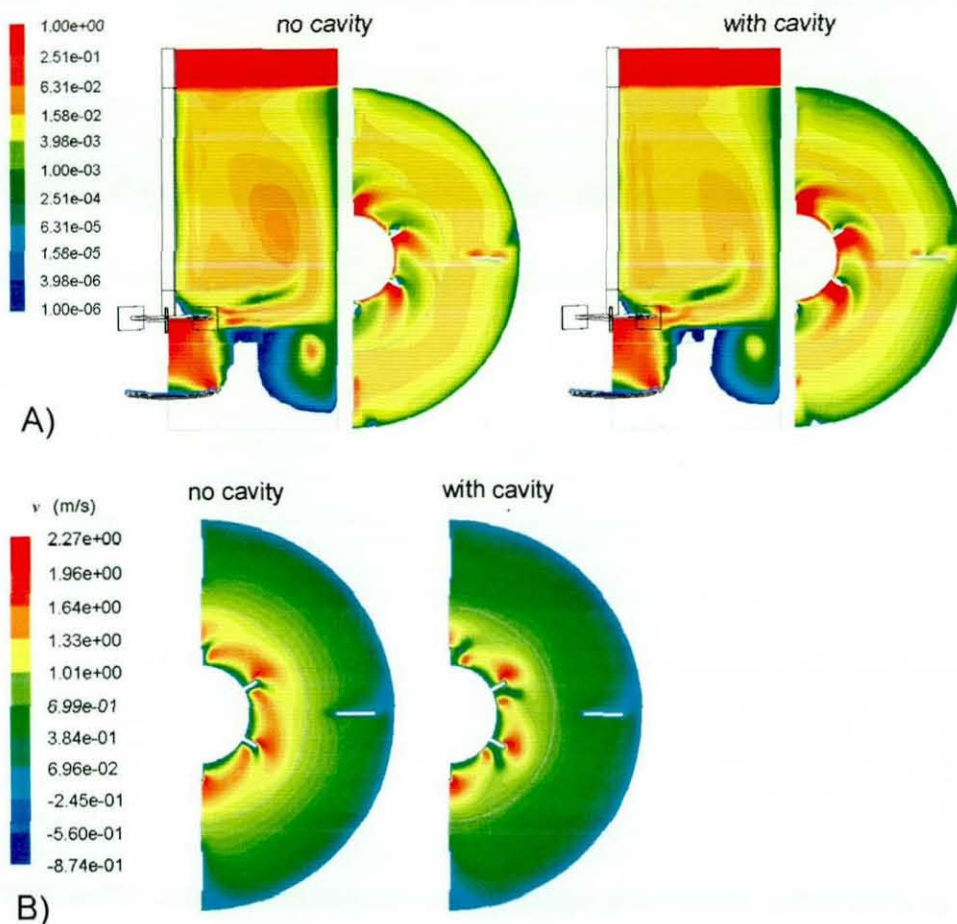 no cavity
with cavity
1.00e+00
2.51e-01
6.31e-02
1.58e-02
3.98e-03
1.00e-03
2.51e-04
6.31e-05
1.58e-05
3.98e-06
1.00e-06
A)
no cavity
with cavity
v (m/s)
2.27e+00
1.96e+00
1.64e+00
1.33e+00
1.01e+00
6.99e-01
3.84e-01
6.96e-02
-2.45e-01
-5.60e-01
-8.74e-01
B)